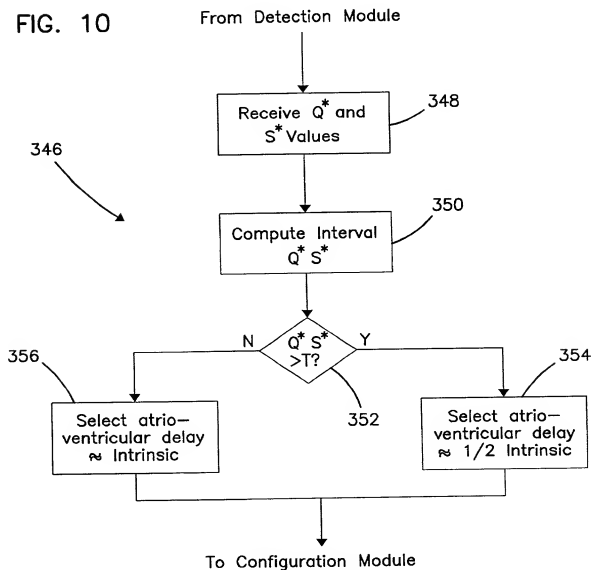 FIG. 10
From Detection Module
Receive Q* and
S* Values
348
346
350
Compute Interval
Q* S*
N
Q* S*
>T?
Y
352
356
354
Select atrio-
ventricular delay
≈ Intrinsic
Select atrio-
ventricular delay
≈ 1/2 Intrinsic
To Configuration Module